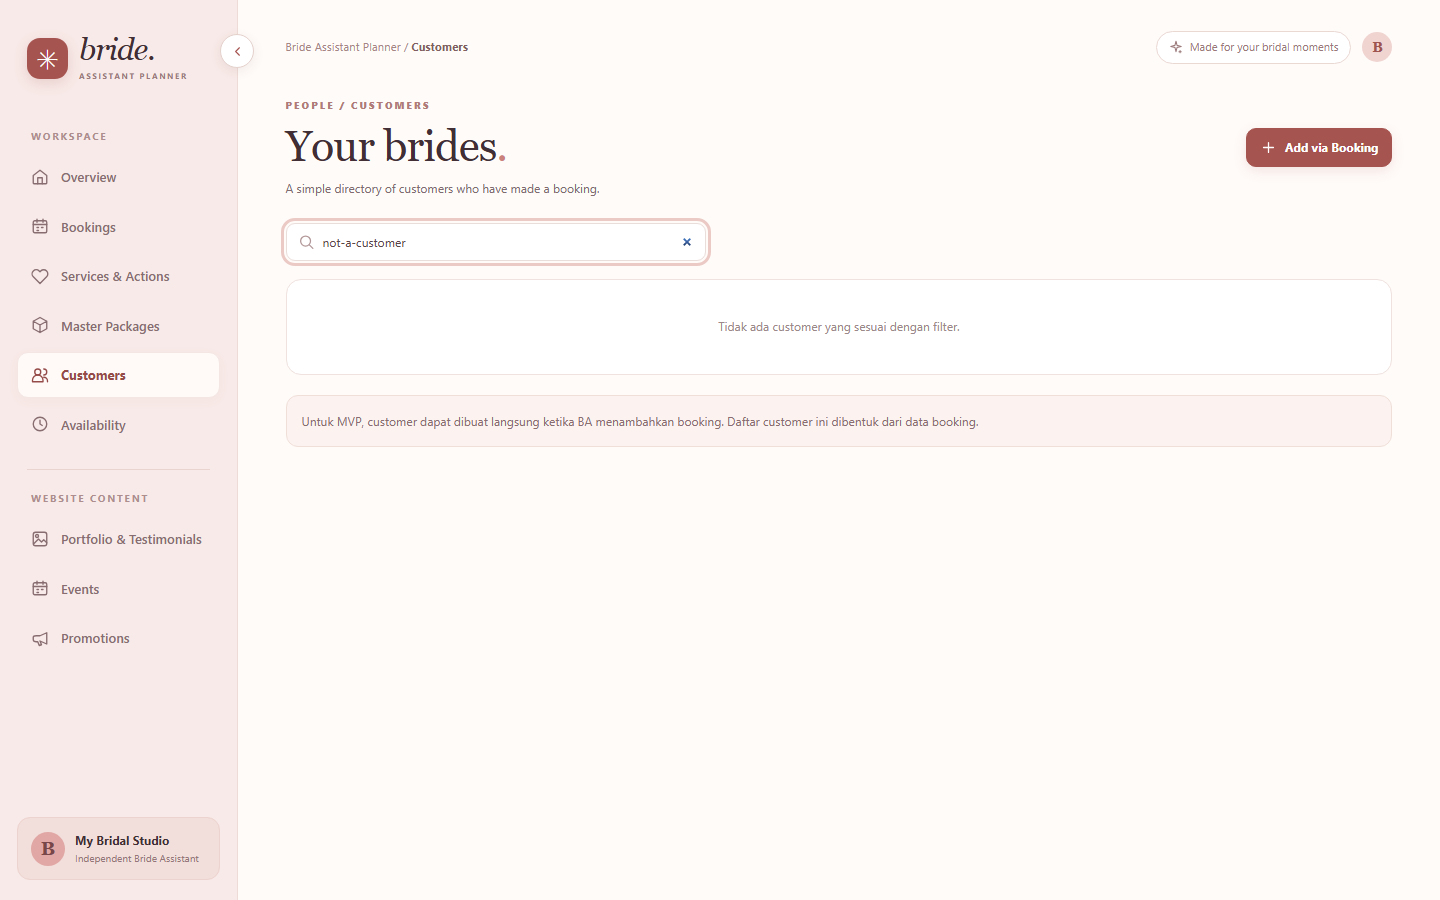 bride.
ASSISTANT PLANNER
WORKSPACE
Overview
Bookings
Services & Actions
Master Packages
Customers
Availability
WEBSITE CONTENT
Portfolio & Testimonials
Events
Promotions
B
My Bridal Studio
Independent Bride Assistant
Bride Assistant Planner / Customers
Made for your bridal moments
B
PEOPLE / CUSTOMERS
Your brides.
A simple directory of customers who have made a booking.
Add via Booking
not-a-customer
Tidak ada customer yang sesuai dengan filter.
Untuk MVP, customer dapat dibuat langsung ketika BA menambahkan booking. Daftar customer ini dibentuk dari data booking.